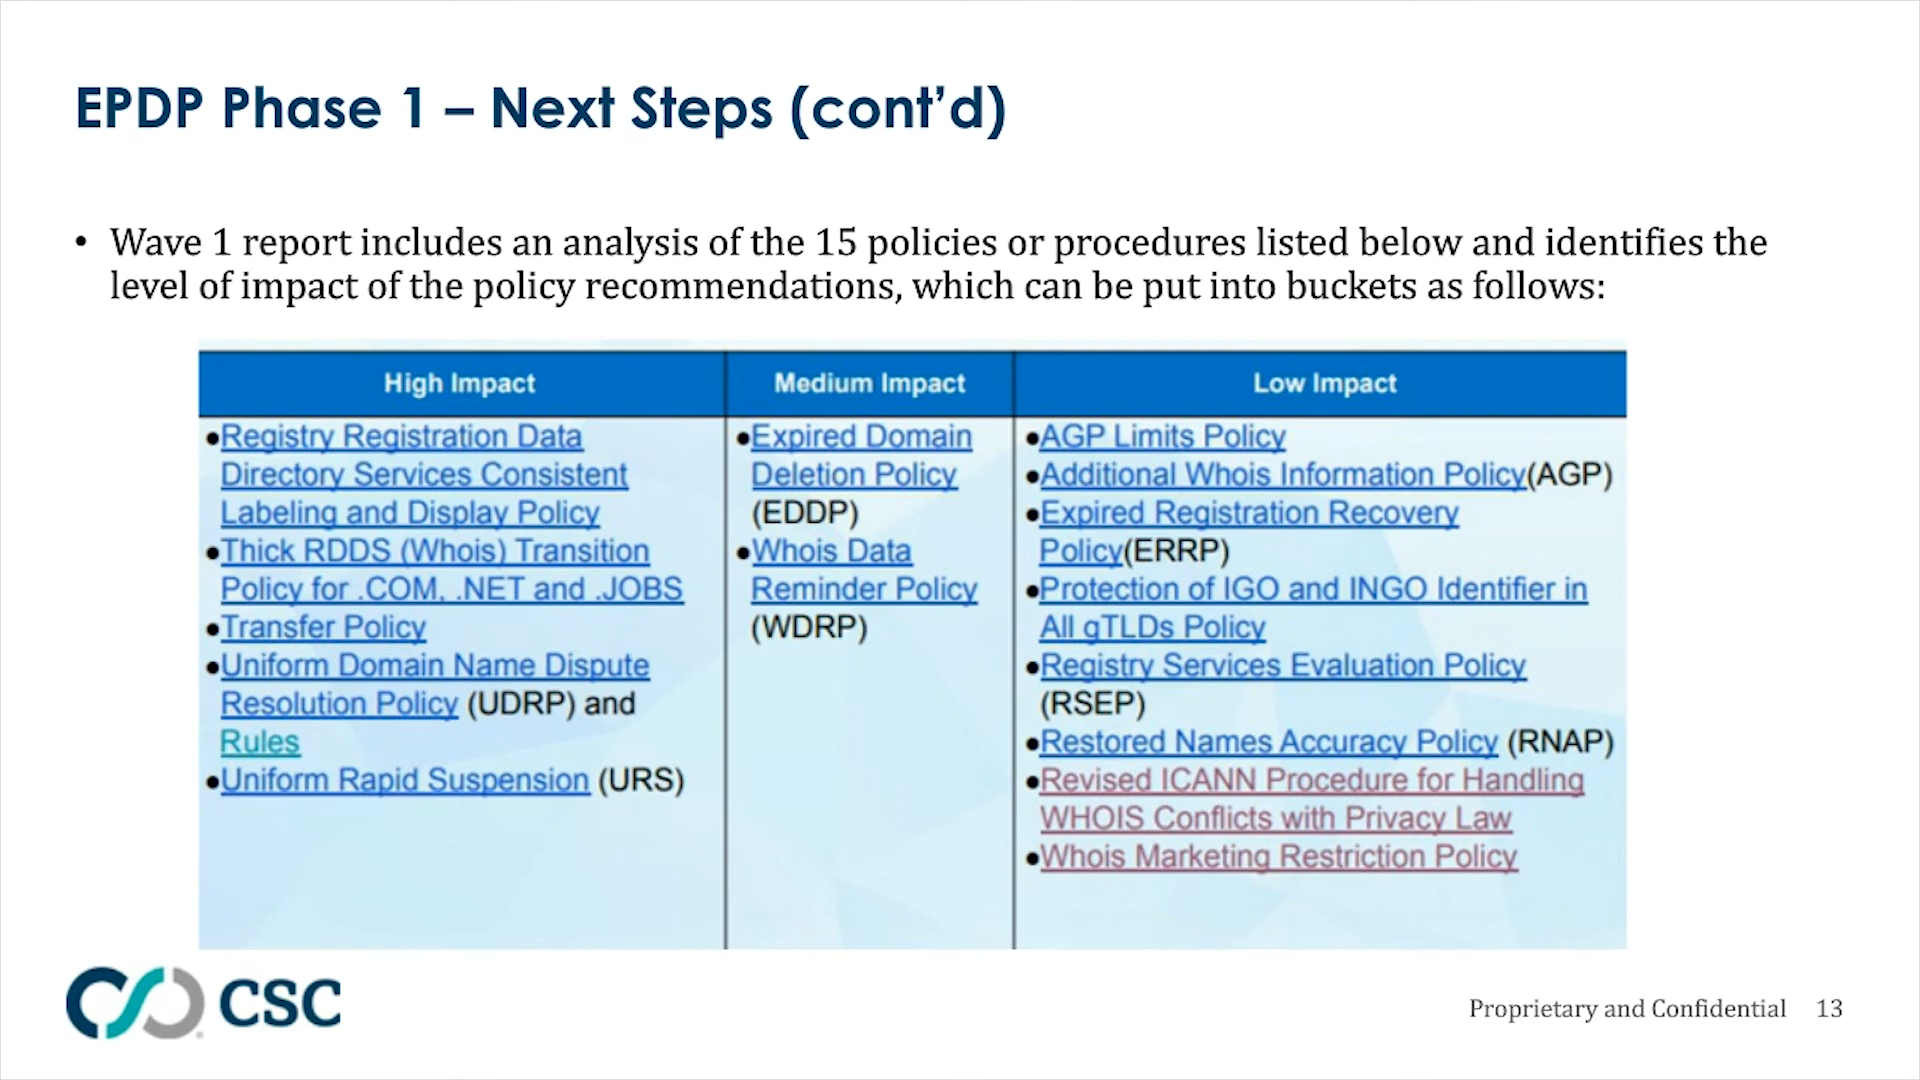 EPDP Phase 1 – Next Steps (cont’d)
• Wave 1 report includes an analysis of the 15 policies or procedures listed below and identifies the
level of impact of the policy recommendations, which can be put into buckets as follows:
High Impact
●Registry Registration Data
Directory Services Consistent
Labeling and Display Policy
●Thick RDDS (Whois) Transition
Policy for .COM, .NET and .JOBS
●Transfer Policy
●Uniform Domain Name Dispute
Resolution Policy (UDRP) and
Rules
●Uniform Rapid Suspension (URS)
Medium Impact
●Expired Domain
Deletion Policy
(EDDP)
●Whois Data
Reminder Policy
(WDRP)
Low Impact
●AGP Limits Policy
●Additional Whois Information Policy(AGP)
●Expired Registration Recovery
Policy(ERRP)
●Protection of IGO and INGO Identifier in
All gTLDs Policy
●Registry Services Evaluation Policy
(RSEP)
●Restored Names Accuracy Policy (RNAP)
●Revised ICANN Procedure for Handling
WHOIS Conflicts with Privacy Law
●Whois Marketing Restriction Policy
CSC
Proprietary and Confidential 13